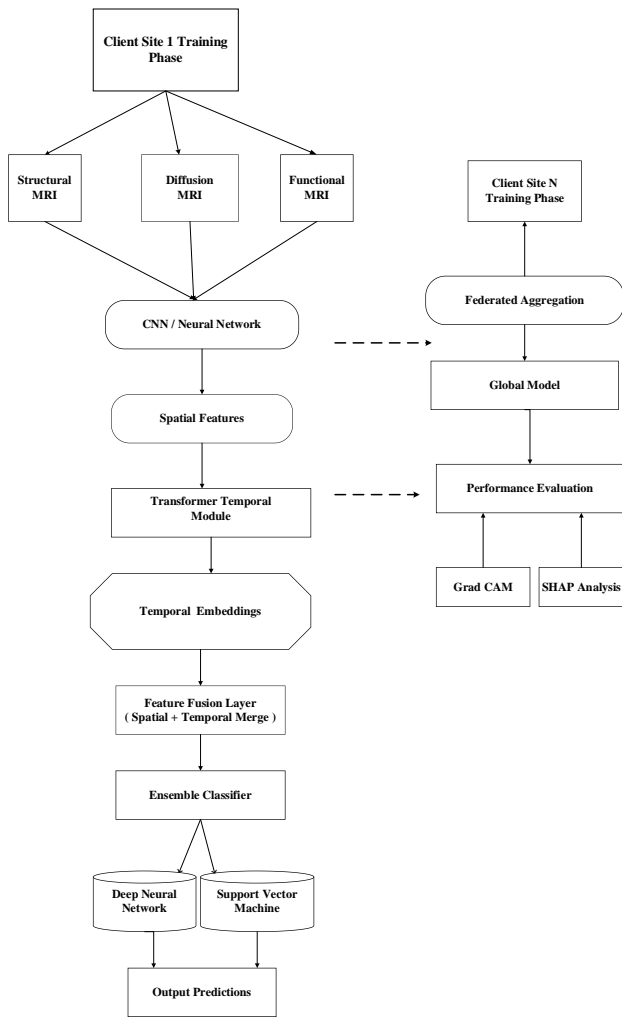 Client Site 1 Training
Phase
Structural
MRI
Diffusion
MRI
Functional
MRI
CNN / Neural Network
Spatial Features
Transformer Temporal
Module
Temporal Embeddings
Feature Fusion Layer
( Spatial + Temporal Merge )
Ensemble Classifier
Deep Neural
Network
Support Vector
Machine
Output Predictions
Client Site N
Training Phase
Federated Aggregation
Global Model
Performance Evaluation
Grad CAM
SHAP Analysis